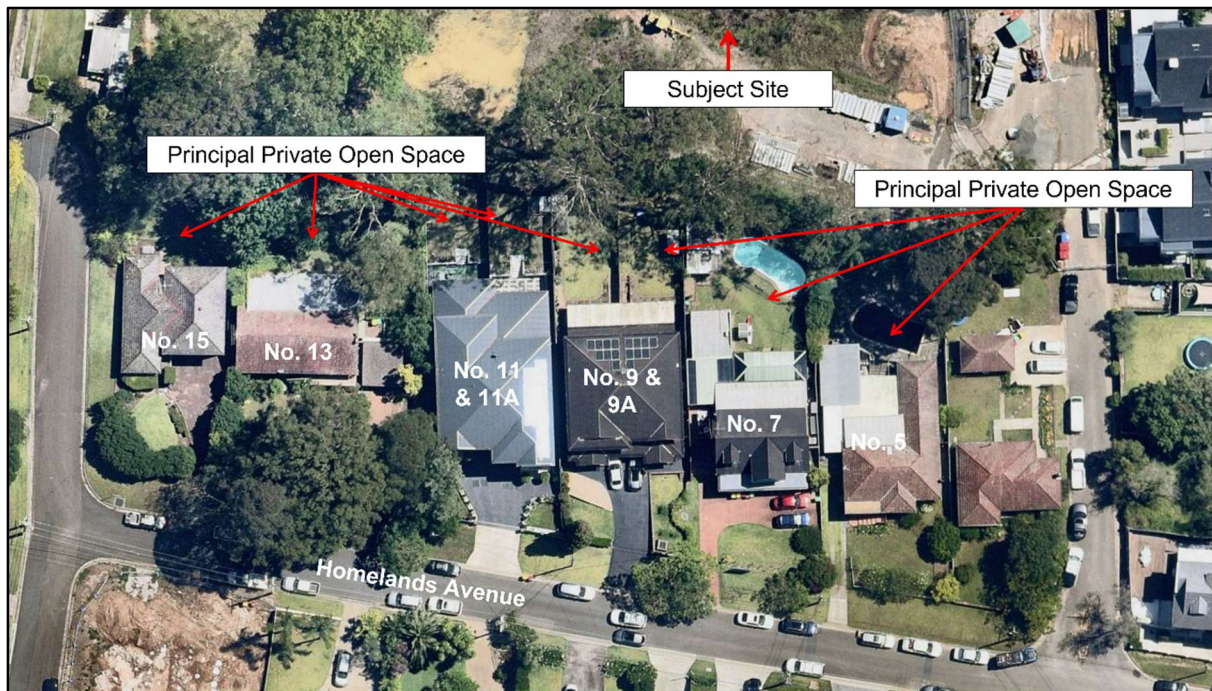 Subject Site
Principal Private Open Space
Principal Private Open Space
No. 15
No. 13
No. 11
& 11A
No. 9 &
9A
No. 7
No. 5
Homelands Avenue